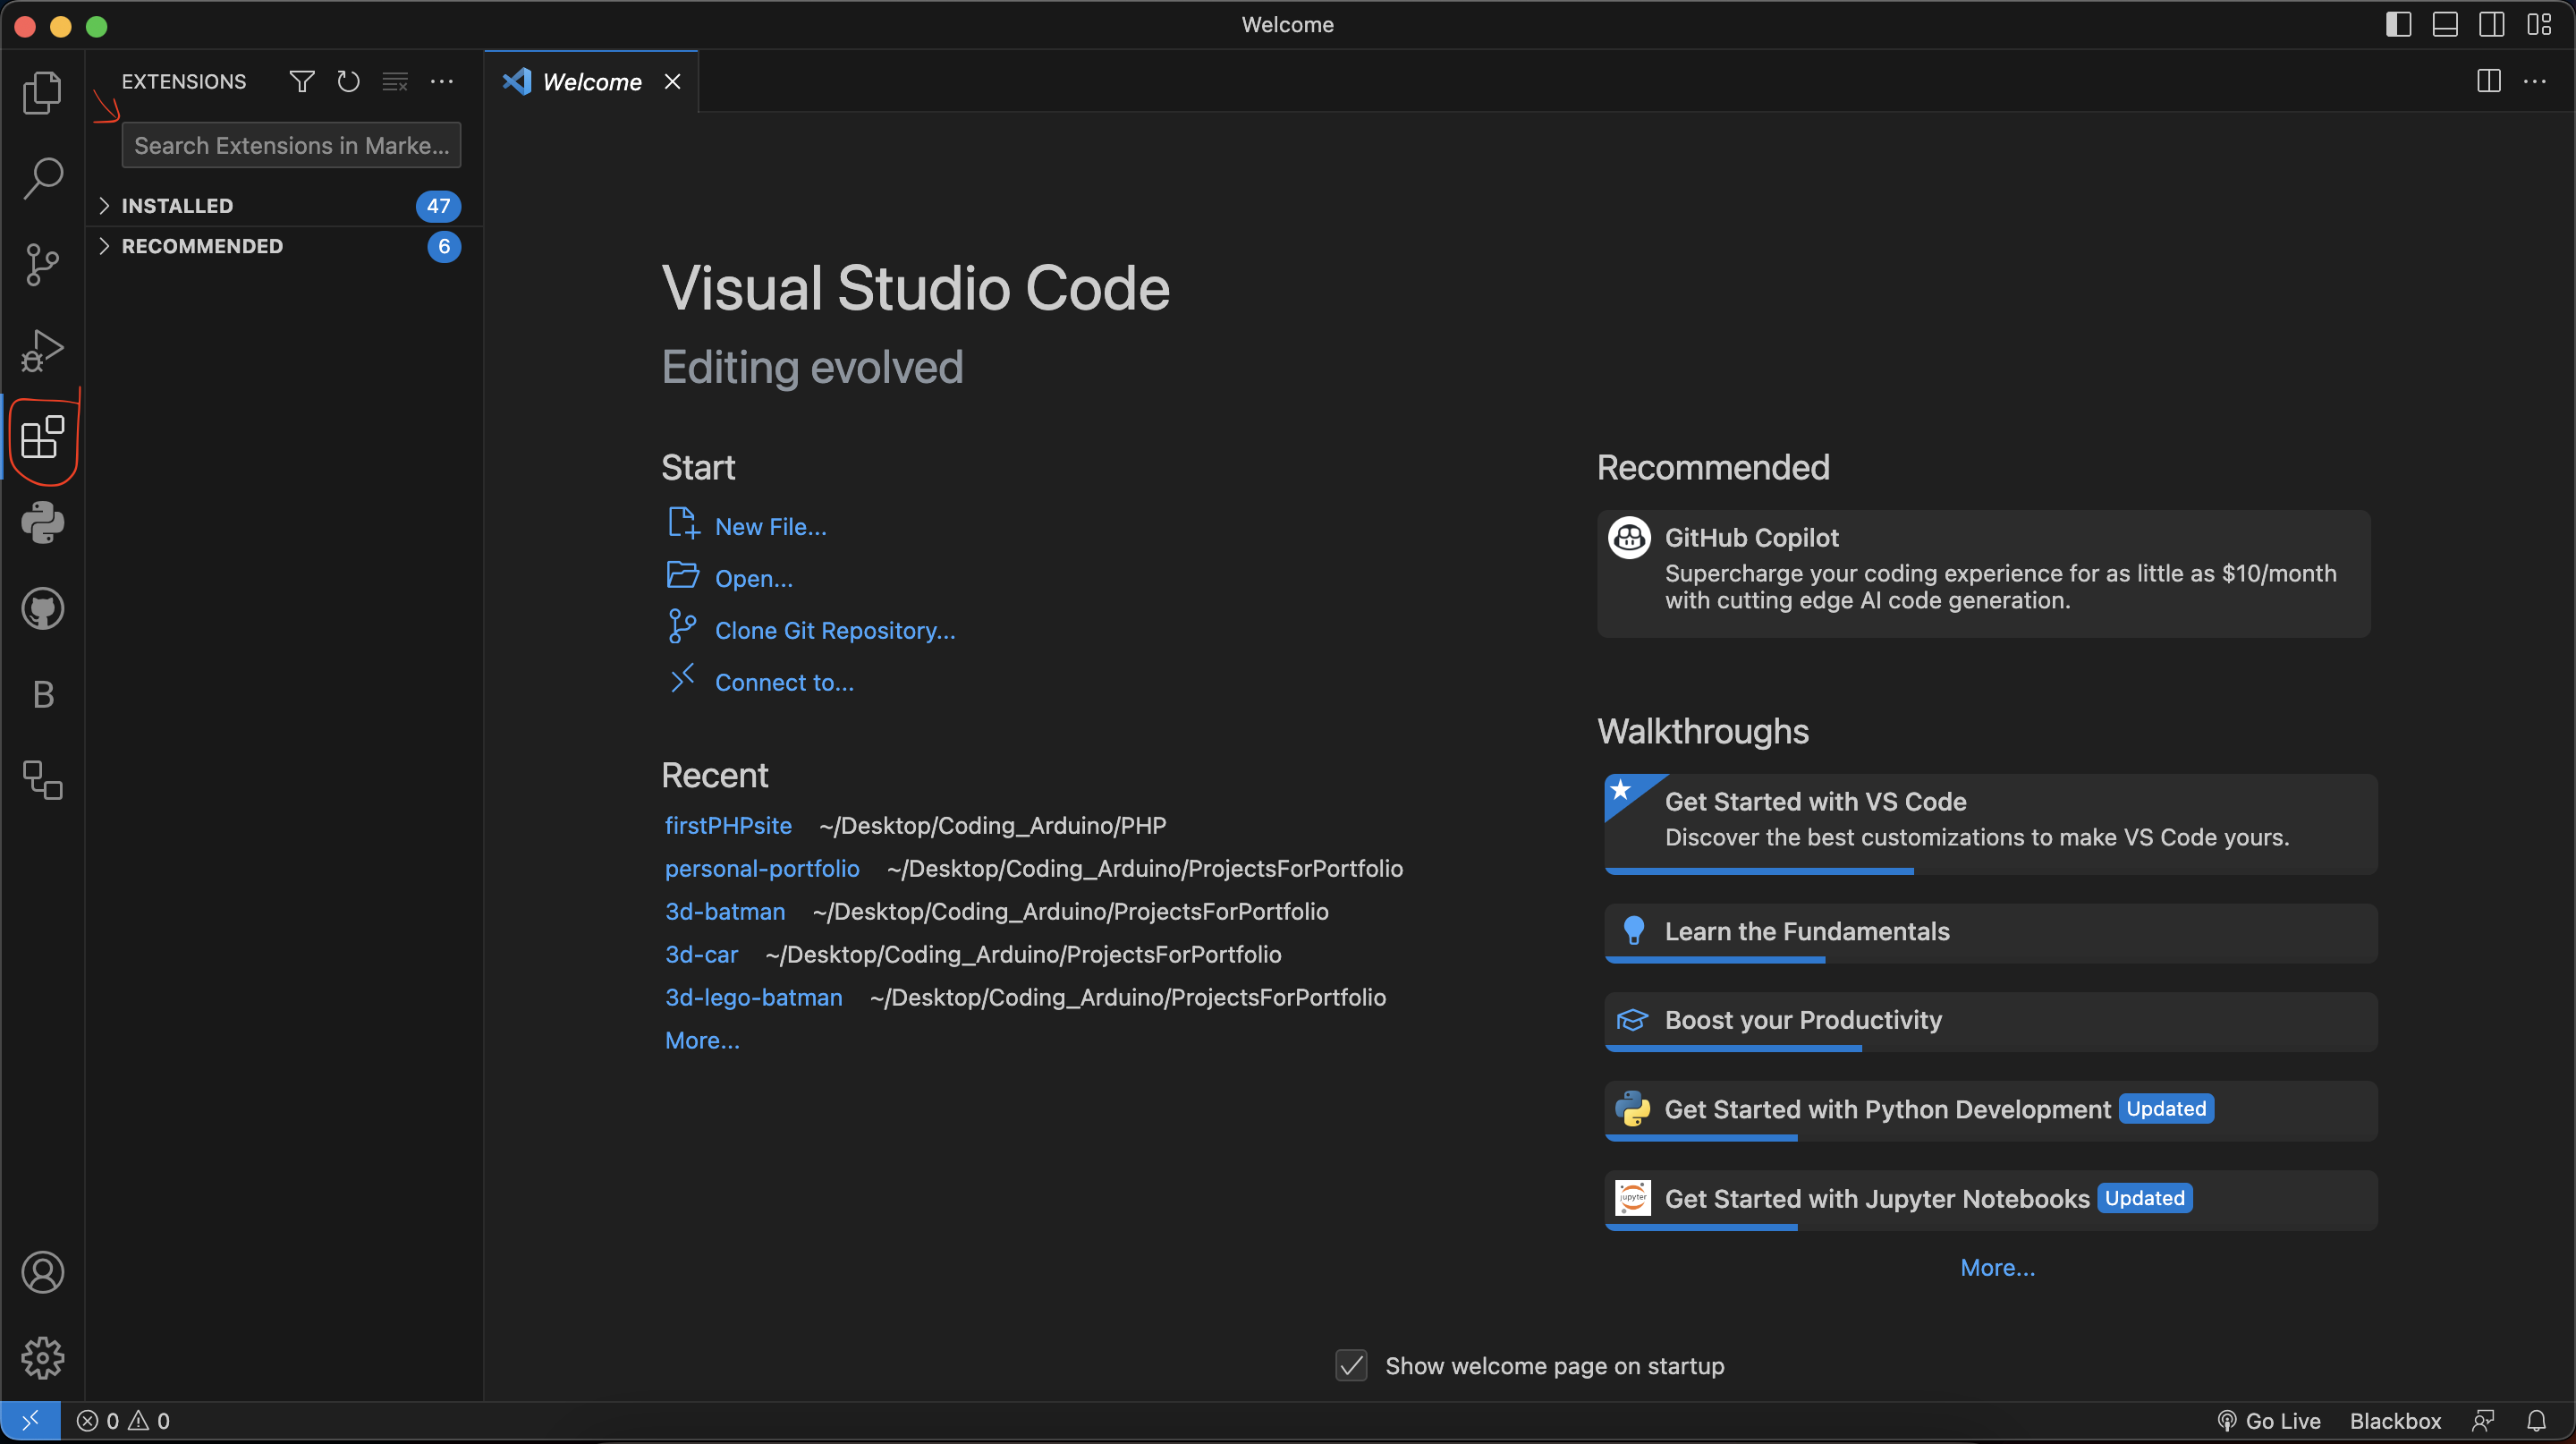 Welcome
EXTENSIONS
Search Extensions in Marke...
INSTALLED 47
RECOMMENDED 6
B
Welcome
Visual Studio Code
Editing evolved
Start
New File...
Open...
Clone Git Repository...
Connect to...
Recent
firstPHPsite ~/Desktop/Coding_Arduino/PHP
personal-portfolio ~/Desktop/Coding_Arduino/ProjectsForPortfolio
3d-batman ~/Desktop/Coding_Arduino/ProjectsForPortfolio
3d-car ~/Desktop/Coding_Arduino/ProjectsForPortfolio
3d-lego-batman ~/Desktop/Coding_Arduino/ProjectsForPortfolio
More...
Recommended
GitHub Copilot
Supercharge your coding experience for as little as $10/month
with cutting edge AI code generation.
Walkthroughs
Get Started with VS Code
Discover the best customizations to make VS Code yours.
Learn the Fundamentals
Boost your Productivity
Get Started with Python Development Updated
jupyter
Get Started with Jupyter Notebooks Updated
More...
Show welcome page on startup
0 0
Go Live Blackbox